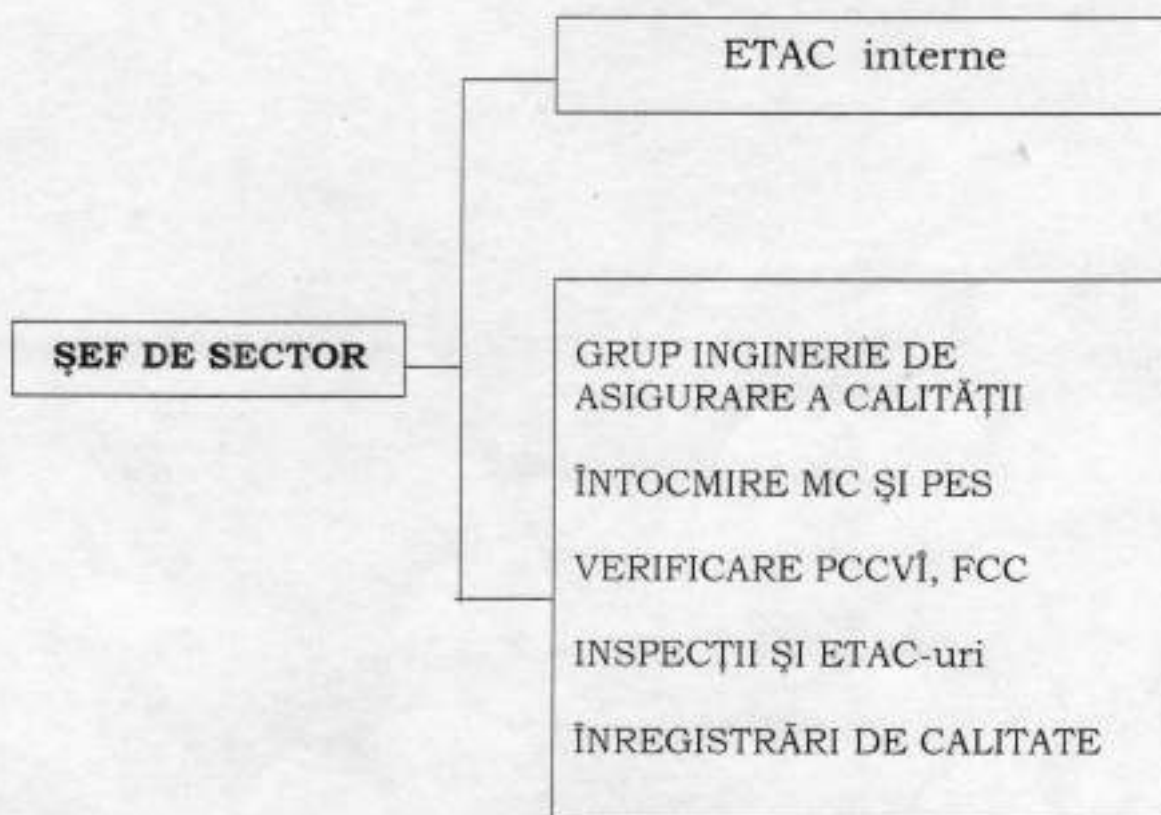 ETAC interne
ŞEF DE SECTOR
GRUP INGINERIE DE
ASIGURARE A CALITĂŢII
ÎNTOCMIRE MC ŞI PES
VERIFICARE PCCVÎ, FCC
INSPECŢII ŞI ETAC-uri
ÎNREGISTRĂRI DE CALITATE